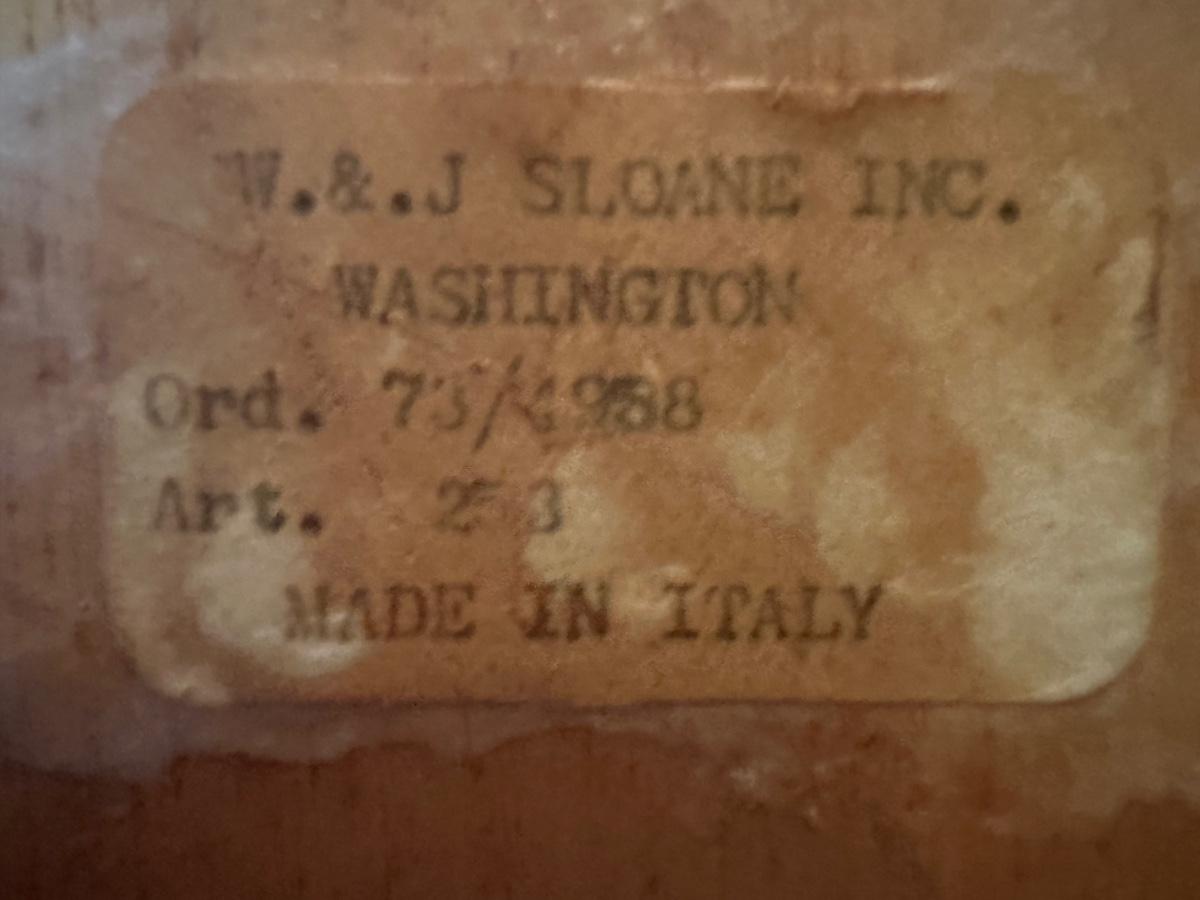 W.&.J SLOANE INC.
WASHINGTON
Ord.
Art.
MADE IN ITALY